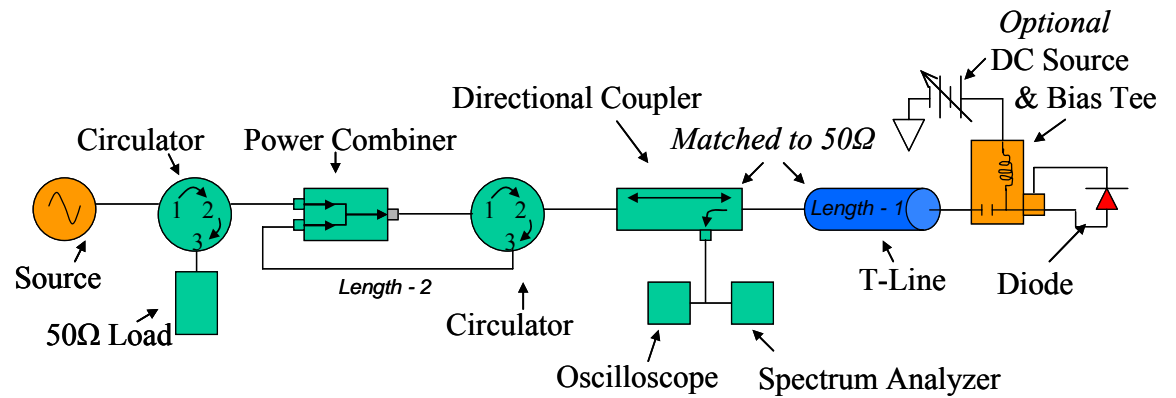 Optional
DC Source
& Bias Tee
Directional Coupler
Circulator
Power Combiner
Matched to 50Ω
1 2
3
1 2
3
Length - 1
Source
Length - 2
T-Line
Diode
50Ω Load
Circulator
Oscilloscope
Spectrum Analyzer